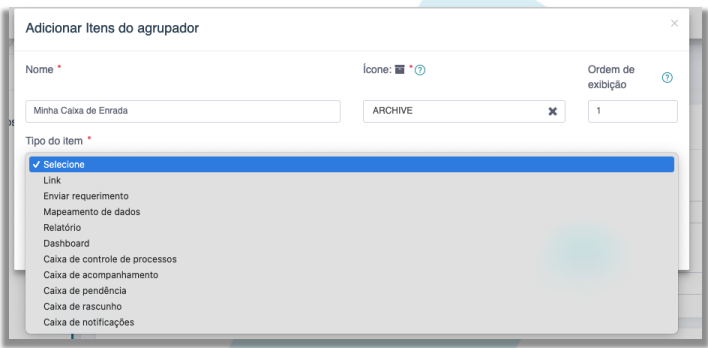 Adicionar Itens do agrupador
×
Nome *
Ícone: *
Ordem de exibição
Minha Caixa de Enrada
ARCHIVE
1
Tipo do item *
✓ Selecione
Link
Enviar requerimento
Mapeamento de dados
Relatório
Dashboard
Caixa de controle de processos
Caixa de acompanhamento
Caixa de pendência
Caixa de rascunho
Caixa de notificações